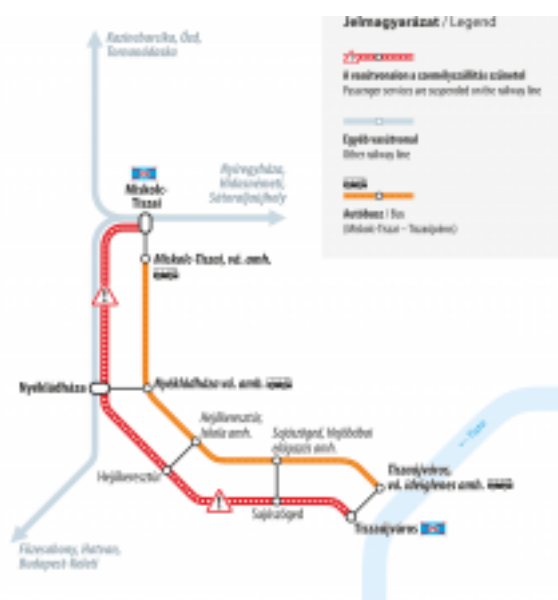 Jelmagyarázat / Legend
A vasútvonalon a személyszállítás szünetel
Passenger services are suspended on the railway line
Egyéb vasútvonal
Other railway line
Autóbusz / Bus
(Miskolc-Tiszai – Tiszaújváros)
Kazincbarcika, Ózd,
Tornanádaska
Nyíregyháza,
Hidasnémeti,
Sátoraljaújhely
Miskolc-
Tiszai
Miskolc-Tiszai, vá. amh.
Nyékládháza
Nyékládháza vá. amh.
Hejőkeresztúr,
iskola amh.
Sajószöged, Hejőbábai
elágazás amh.
Hejőkeresztúr
Tiszaújváros,
vá. ideiglenes amh.
Sajószöged
Tiszaújváros
← Tisza
Füzesabony, Hatvan,
Budapest-Keleti